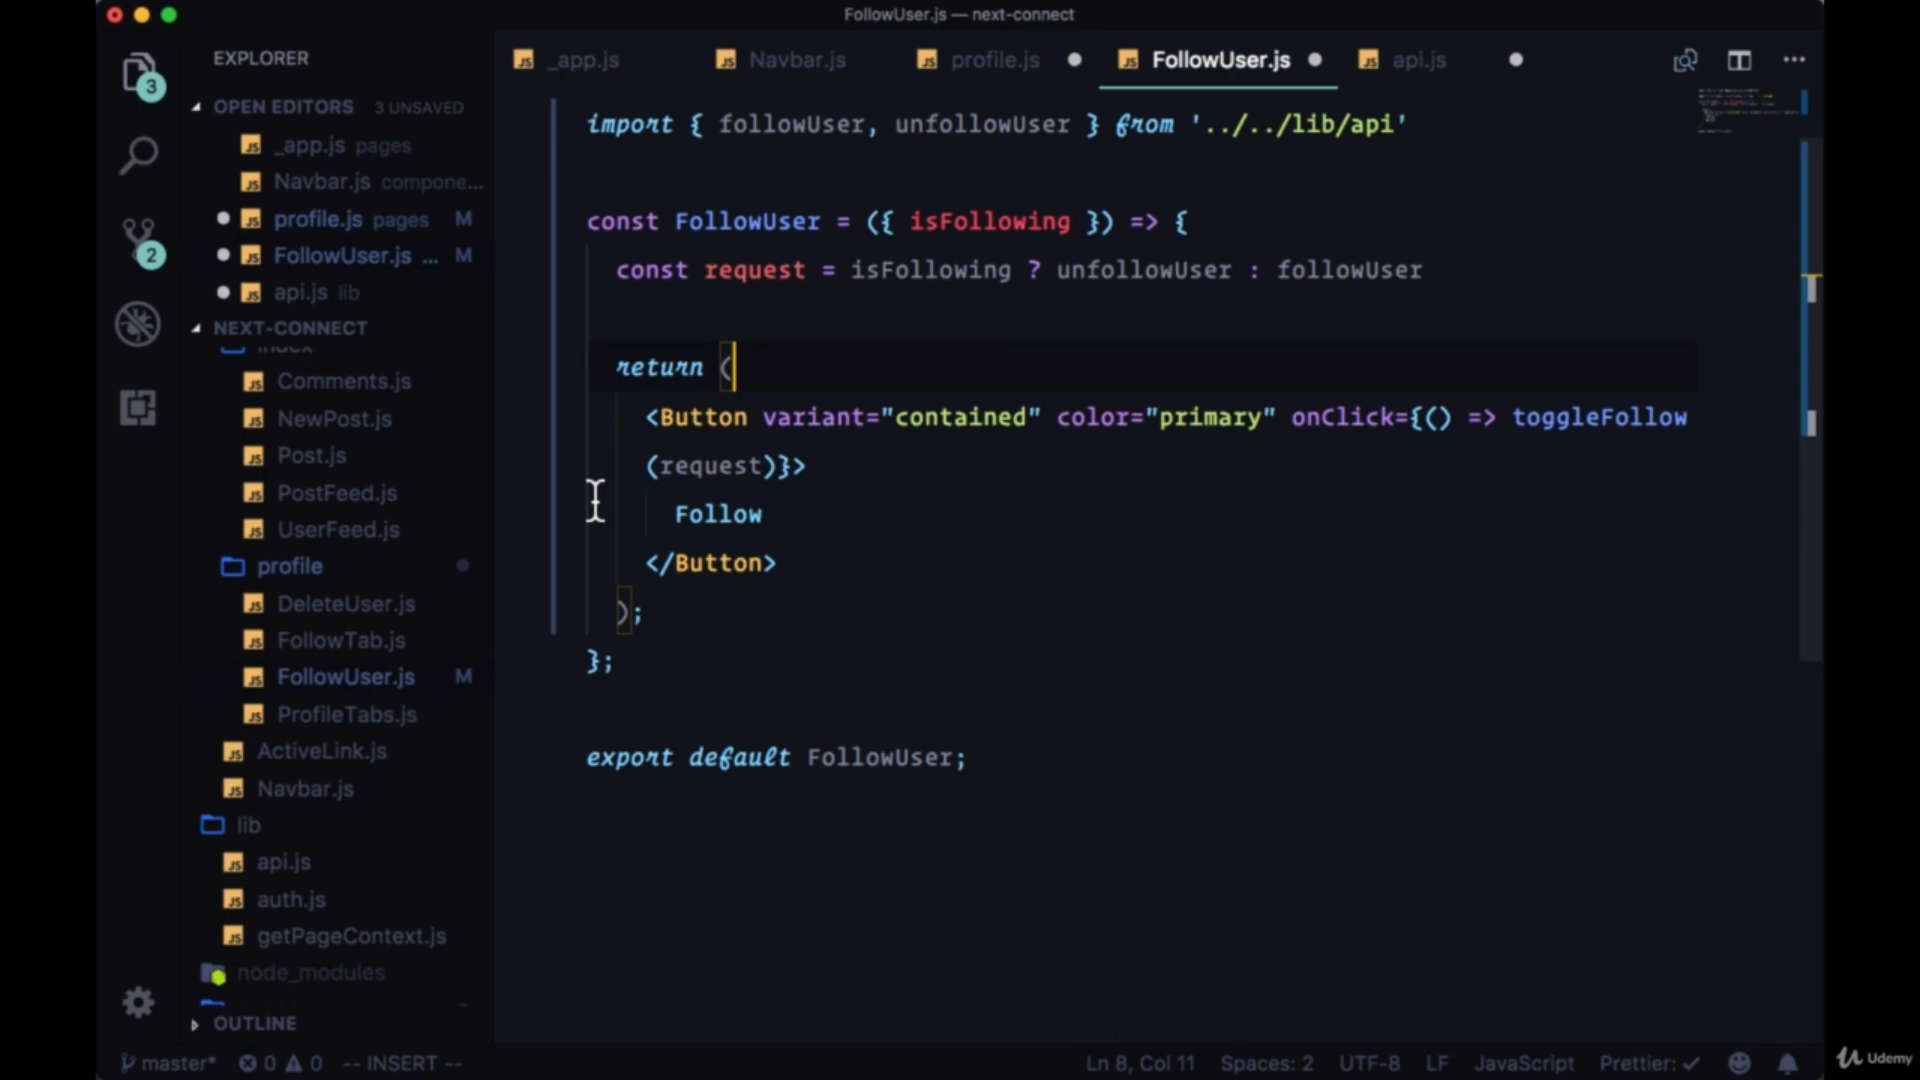 FollowUser.js — next-connect
EXPLORER
_app.js
Navbar.js
profile.js
FollowUser.js
api.js
OPEN EDITORS 3 UNSAVED
_app.js pages
Navbar.js compone...
profile.js pages M
FollowUser.js ... M
api.js lib
NEXT-CONNECT
index
Comments.js
NewPost.js
Post.js
PostFeed.js
UserFeed.js
profile
DeleteUser.js
FollowTab.js
FollowUser.js M
ProfileTabs.js
ActiveLink.js
Navbar.js
lib
api.js
auth.js
getPageContext.js
node_modules
OUTLINE
3
2
import { followUser, unfollowUser } from '../../lib/api'
const FollowUser = ({ isFollowing }) => {
const request = isFollowing ? unfollowUser : followUser
return (
<Button variant="contained" color="primary" onClick={() => toggleFollow
(request)}>
Follow
</Button>
);
};
export default FollowUser;
master* 0 0 -- INSERT --
Ln 8, Col 11 Spaces: 2 UTF-8 LF JavaScript Prettier: ✓
Udemy